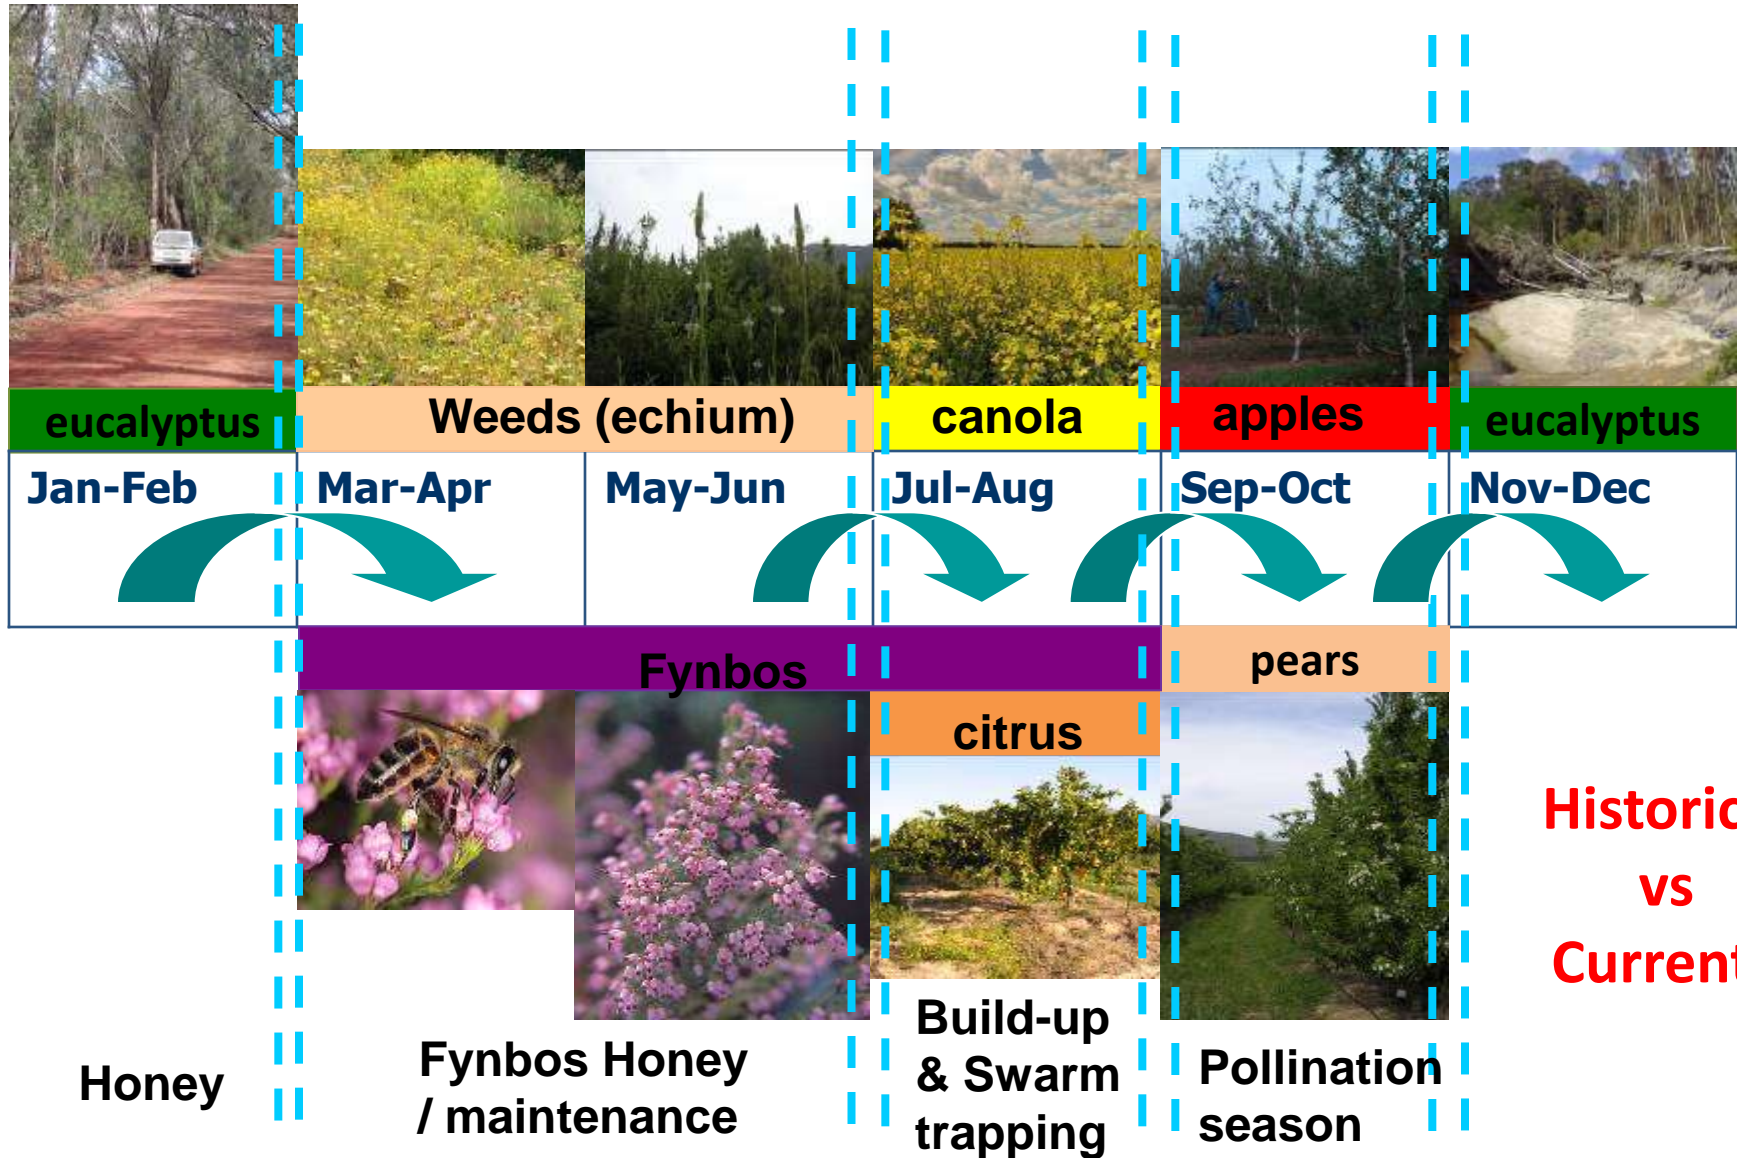 eucalyptus
Weeds (echium)
canola
apples
eucalyptus
Jan-Feb
Mar-Apr
May-Jun
Jul-Aug
Sep-Oct
Nov-Dec
Fynbos
pears
citrus
Historic
vs
Current
Honey
Fynbos Honey
/ maintenance
Build-up
& Swarm
trapping
Pollination
season